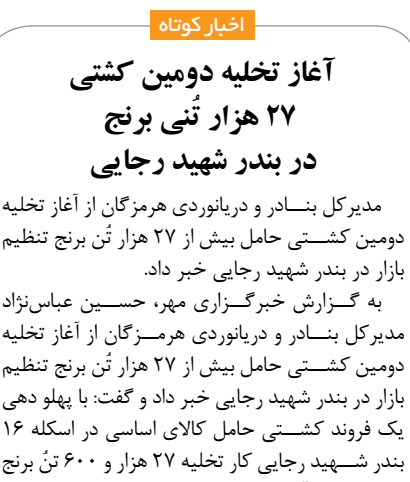 اخبار کوتاه
آغاز تخلیه دومین کشتی
۲۷ هزار تُنی برنج
در بندر شهید رجایی
مدیرکل بنـــادر و دریانوردی هرمزگان از آغاز تخلیه
دومین کشـــتی حامل بیش از ۲۷ هزار تُن برنج تنظیم
بازار در بندر شهید رجایی خبر داد.
به گـــزارش خبرگـــزاری مهر، حســـین عباس‌نژاد
مدیرکل بنـــادر و دریانوردی هرمـــزگان از آغاز تخلیه
دومین کشـــتی حامل بیش از ۲۷ هزار تُن برنج تنظیم
بازار در بندر شهید رجایی خبر داد و گفت: با پهلو دهی
یک فروند کشـــتی حامل کالای اساسی در اسکله ۱۶
بندر شـــهید رجایی کار تخلیه ۲۷ هزار و ۶۰۰ تنُ برنج